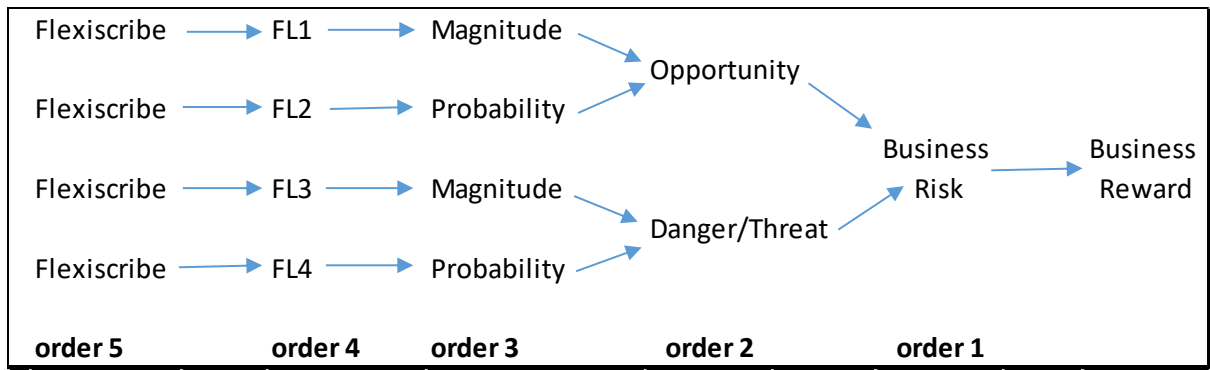 Flexiscribe FL1 Magnitude
Opportunity
Flexiscribe FL2 Probability
Business Business
Flexiscribe FL3 Magnitude Risk Reward
Danger/Threat
Flexiscribe FL4 Probability
order 5 order 4 order 3 order 2 order 1